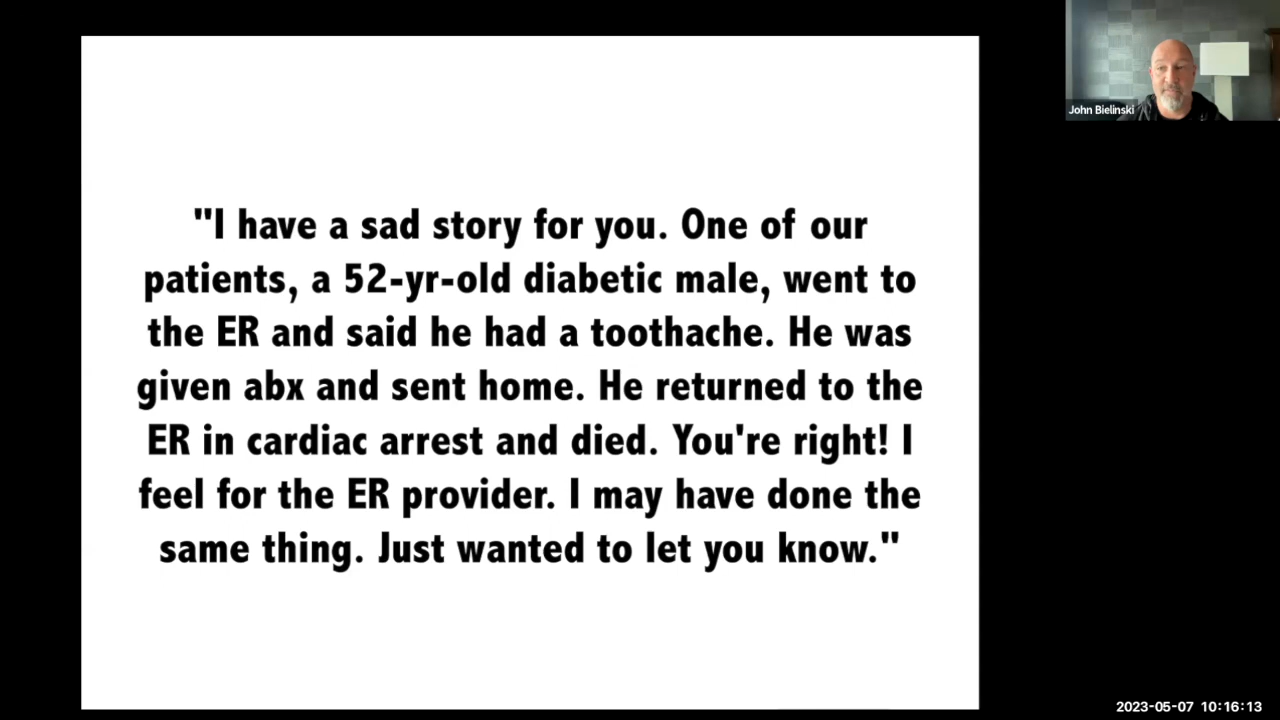 "I have a sad story for you. One of our
patients, a 52-yr-old diabetic male, went to
the ER and said he had a toothache. He was
given abx and sent home. He returned to the
ER in cardiac arrest and died. You're right! I
feel for the ER provider. I may have done the
same thing. Just wanted to let you know."
John Bielinski
2023-05-07 10:16:13